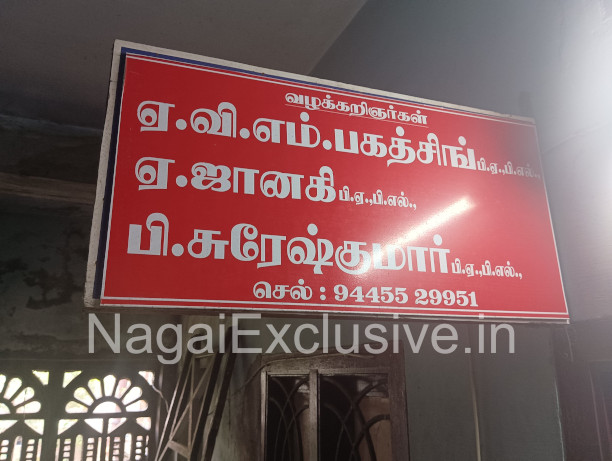 வழக்கறிஞர்கள்
ஏ.வி.எம்.பகத்சிங் பி.ஏ.,பி.எல்.,
ஏ.ஜானகி பி.ஏ.,பி.எல்.,
பி.சுரேஷ்குமார் பி.ஏ.,பி.எல்.,
செல் : 94455 29951
NagaiExclusive.in